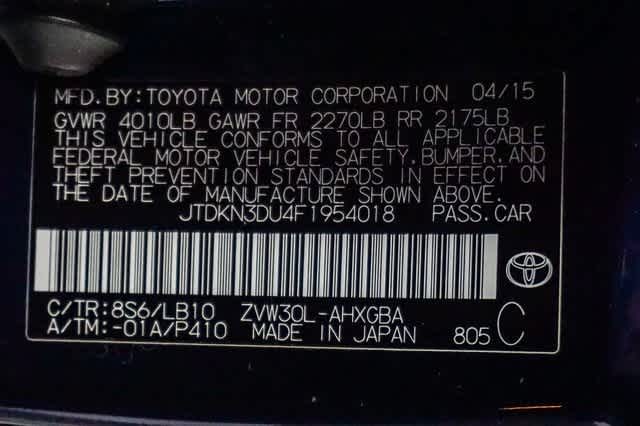 MFD.BY:TOYOTA MOTOR CORPORATION 04/15
GVWR 4010LB GAWR FR 2270LB RR 2175LB
THIS VEHICLE CONFORMS TO ALL APPLICABLE
FEDERAL MOTOR VEHICLE SAFETY,BUMPER,AND
THEFT PREVENTION STANDARDS IN EFFECT ON
THE DATE OF MANUFACTURE SHOWN ABOVE.
JTDKN3DU4F1954018 PASS.CAR
C/TR:8S6/LB10 ZVW30L-AHXGBA
A/TM:-01A/P410 MADE IN JAPAN 805 C